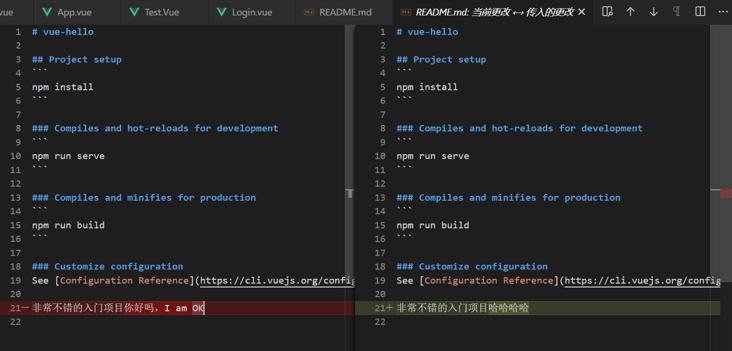 vue App.vue Test.Vue Login.vue README.md README.md: 当前更改 ↔ 传入的更改
1 # vue-hello
2
3 ## Project setup
4 ```
5 npm install
6 ```
7
8 ### Compiles and hot-reloads for development
9 ```
10 npm run serve
11 ```
12
13 ### Compiles and minifies for production
14 ```
15 npm run build
16 ```
17
18 ### Customize configuration
19 See [Configuration Reference](https://cli.vuejs.org/config
20
21- 非常不错的入门项目你好吗，I am OK
22
1 # vue-hello
2
3 ## Project setup
4 ```
5 npm install
6 ```
7
8 ### Compiles and hot-reloads for development
9 ```
10 npm run serve
11 ```
12
13 ### Compiles and minifies for production
14 ```
15 npm run build
16 ```
17
18 ### Customize configuration
19 See [Configuration Reference](https://cli.vuejs.org/config
20
21+ 非常不错的入门项目哈哈哈哈
22